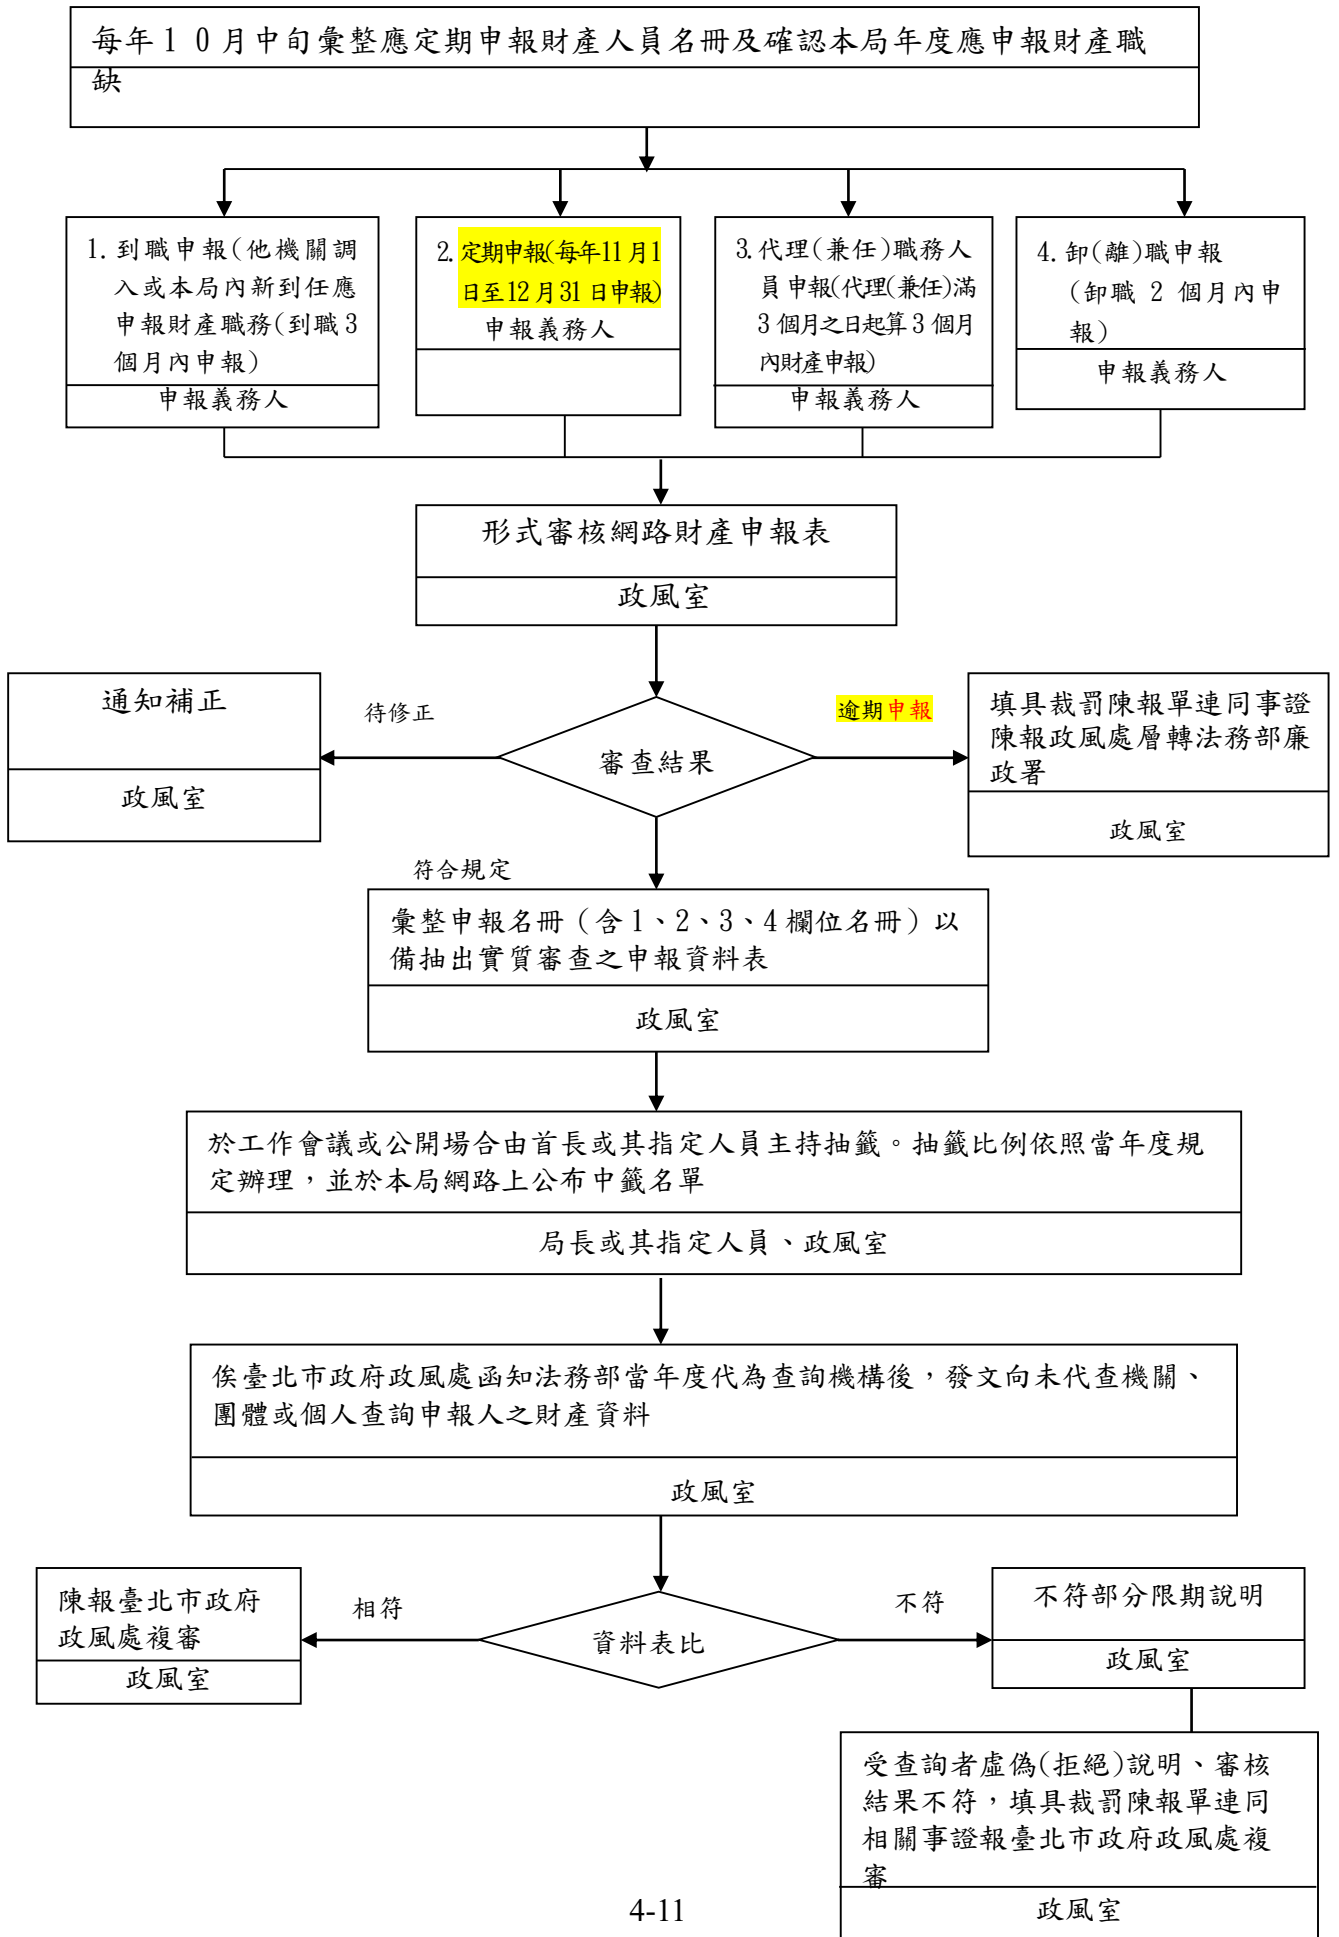 每年10月中旬彙整應定期申報財產人員名冊及確認本局年度應申報財產職
缺
1.到職申報(他機關調
入或本局內新到任應
申報財產職務(到職3
個月內申報)
申報義務人
2.定期申報(每年11月1
日至12月31日申報)
申報義務人
3.代理(兼任)職務人
員申報(代理(兼任)滿
3個月之日起算3個月
內財產申報)
申報義務人
4.卸(離)職申報
(卸職 2 個月內申
報)
申報義務人
形式審核網路財產申報表
政風室
通知補正
政風室
待修正
審查結果
逾期申報
填具裁罰陳報單連同事證
陳報政風處層轉法務部廉
政署
政風室
符合規定
彙整申報名冊（含1、2、3、4欄位名冊）以
備抽出實質審查之申報資料表
政風室
於工作會議或公開場合由首長或其指定人員主持抽籤。抽籤比例依照當年度規
定辦理，並於本局網路上公布中籤名單
局長或其指定人員、政風室
俟臺北市政府政風處函知法務部當年度代為查詢機構後，發文向未代查機關、
團體或個人查詢申報人之財產資料
政風室
陳報臺北市政府
政風處複審
政風室
相符
資料表比
不符
不符部分限期說明
政風室
受查詢者虛偽(拒絕)說明、審核
結果不符，填具裁罰陳報單連同
相關事證報臺北市政府政風處複
審
政風室
4-11